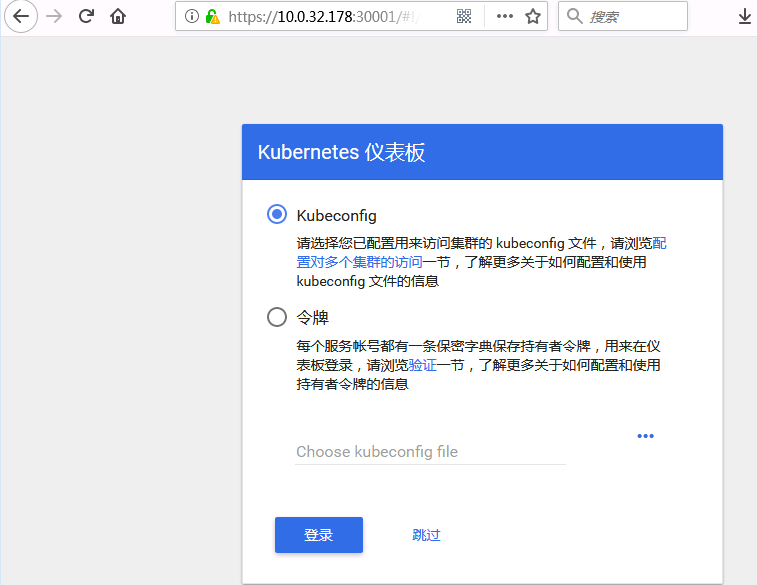 https://10.0.32.178:30001/#!/
搜索
Kubernetes 仪表板
Kubeconfig
请选择您已配置用来访问集群的 kubeconfig 文件，请浏览配
置对多个集群的访问一节，了解更多关于如何配置和使用
kubeconfig 文件的信息
令牌
每个服务帐号都有一条保密字典保存持有者令牌，用来在仪
表板登录，请浏览验证一节，了解更多关于如何配置和使用
持有者令牌的信息
Choose kubeconfig file
登录
跳过